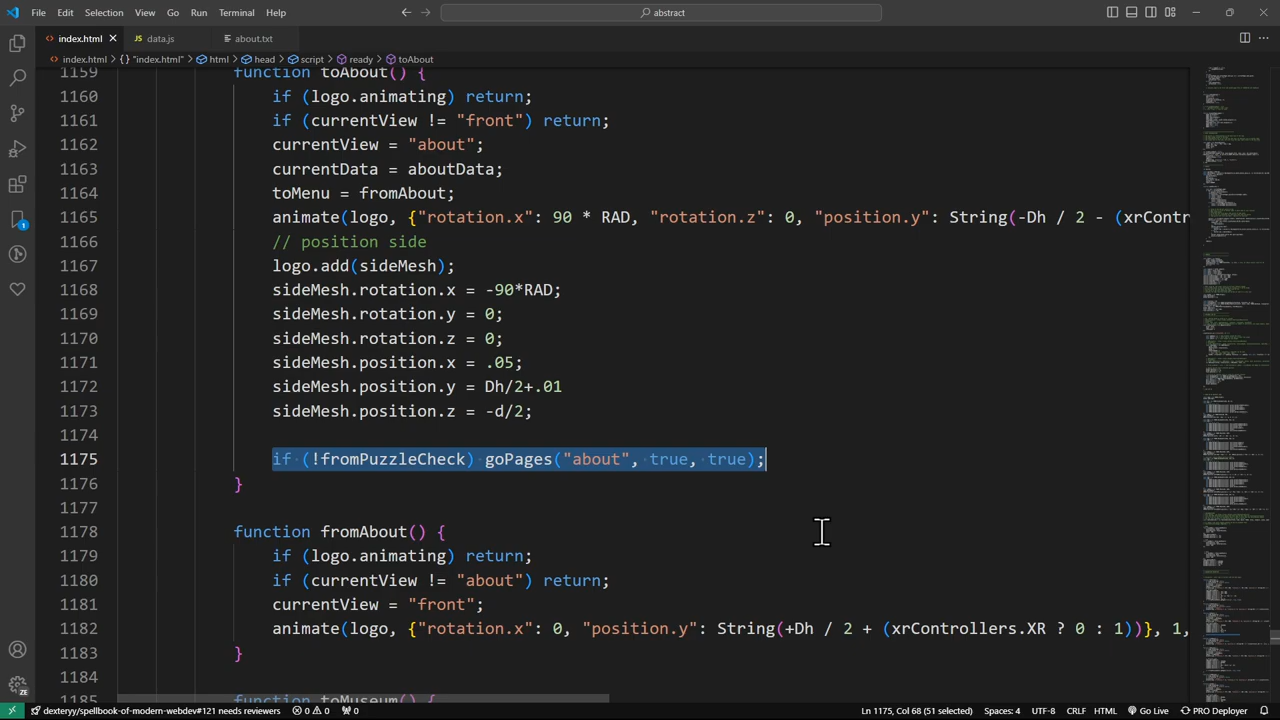 File Edit Selection View Go Run Terminal Help
abstract
index.html
data.js
about.txt
index.html > {} "index.html" > html > head > script > ready > toAbout
1159 function toAbout() {
1160 if (logo.animating) return;
1161 if (currentView != "front") return;
1162 currentView = "about";
1163 currentData = aboutData;
1164 toMenu = fromAbout;
1165 animate(logo, {"rotation.x": 90 * RAD, "rotation.z": 0, "position.y": String(-Dh / 2 - (xrContr
1166 // position side
1167 logo.add(sideMesh);
1168 sideMesh.rotation.x = -90*RAD;
1169 sideMesh.rotation.y = 0;
1170 sideMesh.rotation.z = 0;
1171 sideMesh.position.x = .05;
1172 sideMesh.position.y = Dh/2+.01
1173 sideMesh.position.z = -d/2;
1174
1175 if (!fromPuzzleCheck) goPages("about", true, true);
1176 }
1177
1178 function fromAbout() {
1179 if (logo.animating) return;
1180 if (currentView != "about") return;
1181 currentView = "front";
1182 animate(logo, {"rotation.x": 0, "position.y": String(-Dh / 2 + (xrControllers.XR ? 0 : 1))}, 1,
1183 }
1184
1185 function toMuseum() {
dexteryy/spellbook-of-modern-webdev#121 needs reviewers 0 0 0 Ln 1175, Col 68 (51 selected) Spaces: 4 UTF-8 CRLF HTML Go Live PRO Deployer